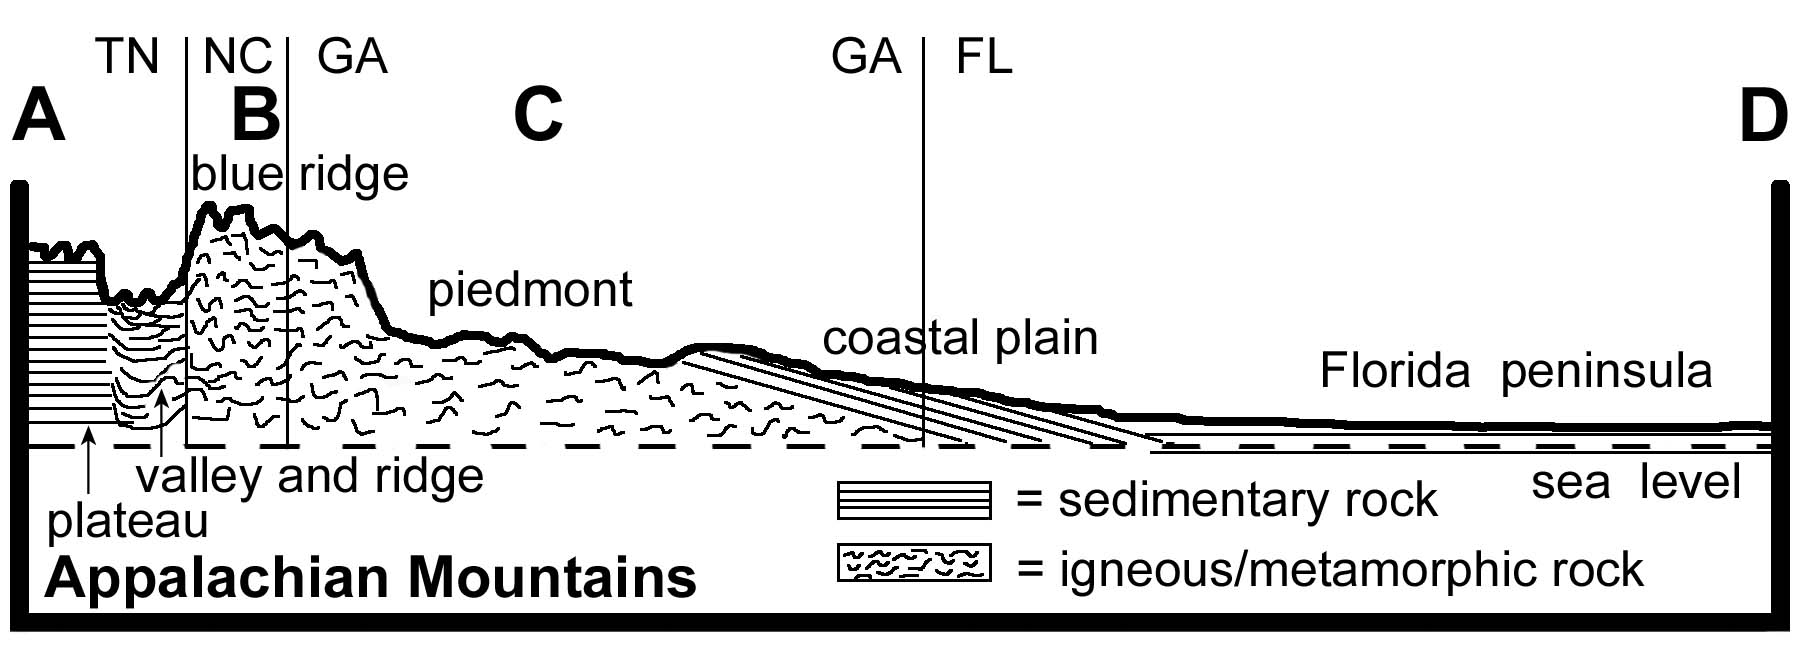 TN NC GA GA FL
A B C D
blue ridge
piedmont
coastal plain
Florida peninsula
valley and ridge
sea level
= sedimentary rock
plateau
Appalachian Mountains
= igneous/metamorphic rock